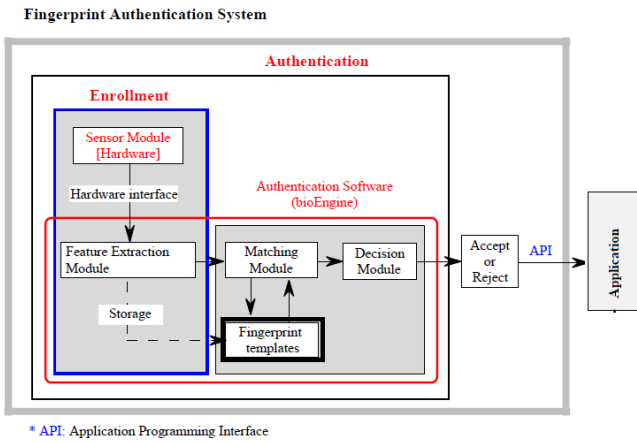 Fingerprint Authentication System
Authentication
Enrollment
Sensor Module
[Hardware]
Hardware interface
Authentication Software
(bioEngine)
Feature Extraction
Module
Matching
Module
Decision
Module
Accept
or
Reject
API
Application
Storage
Fingerprint
templates
* API: Application Programming Interface